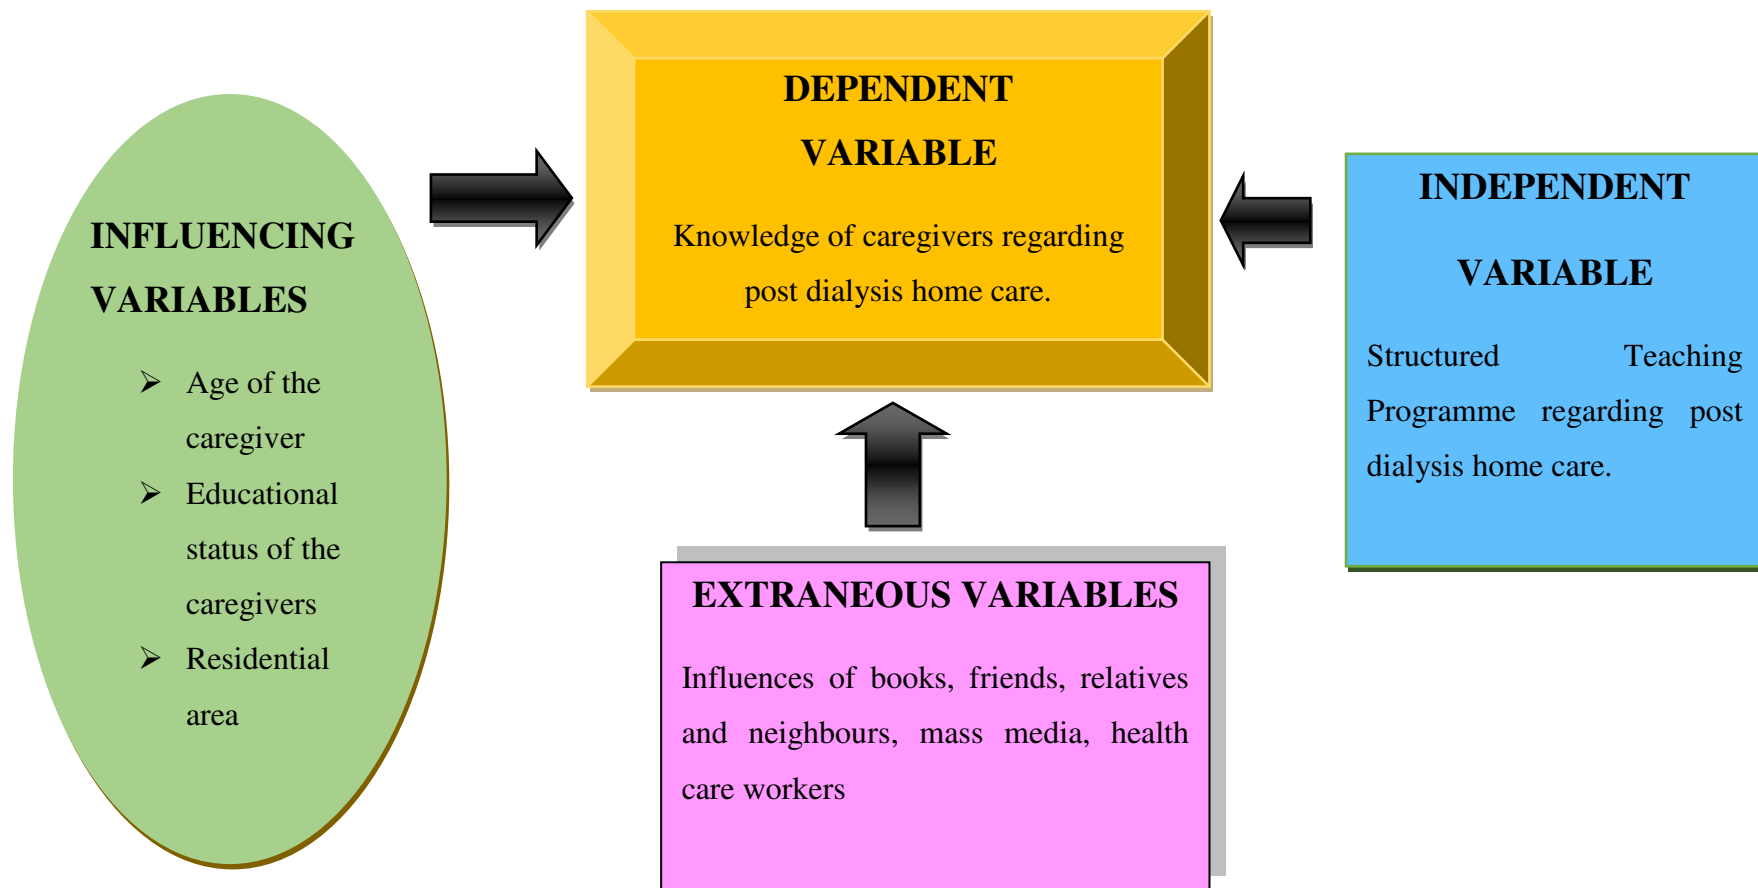 INFLUENCING
VARIABLES
➢ Age of the
caregiver
➢ Educational
status of the
caregivers
➢ Residential
area
DEPENDENT
VARIABLE
Knowledge of caregivers regarding
post dialysis home care.
INDEPENDENT
VARIABLE
Structured Teaching
Programme regarding post
dialysis home care.
EXTRANEOUS VARIABLES
Influences of books, friends, relatives
and neighbours, mass media, health
care workers